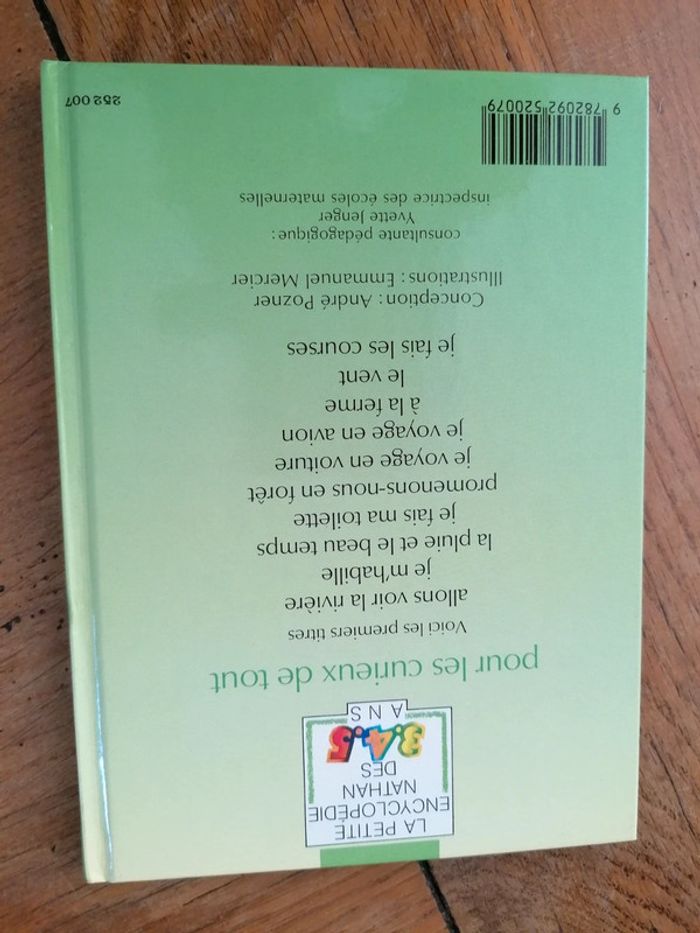 LA PETITE
ENCYCLOPÉDIE
NATHAN
DES
3.4.5
ANS
pour les curieux de tout
Voici les premiers titres
allons voir la rivière
je m'habille
la pluie et le beau temps
je fais ma toilette
promenons-nous en forêt
je voyage en voiture
je voyage en avion
à la ferme
le vent
je fais les courses
Conception : André Pozner
Illustrations : Emmanuel Mercier
consultante pédagogique :
Yvette Jenger
inspectrice des écoles maternelles
9 782092 520079
252 007